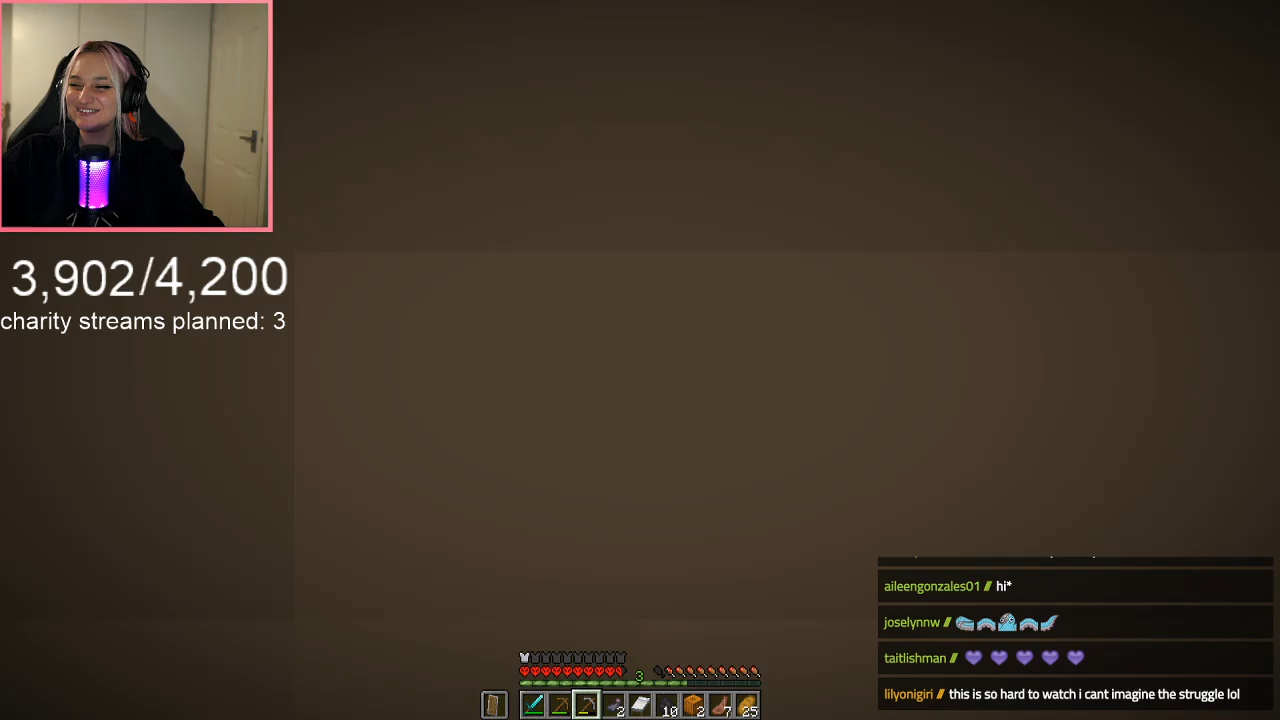 3,902/4,200
charity streams planned: 3
aileengonzales01 // hi*
joselynnw //
taitlishman // 💜 💜 💜 💜 💜
lilyonigiri // this is so hard to watch i cant imagine the struggle lol
3
2 10 2 7 25